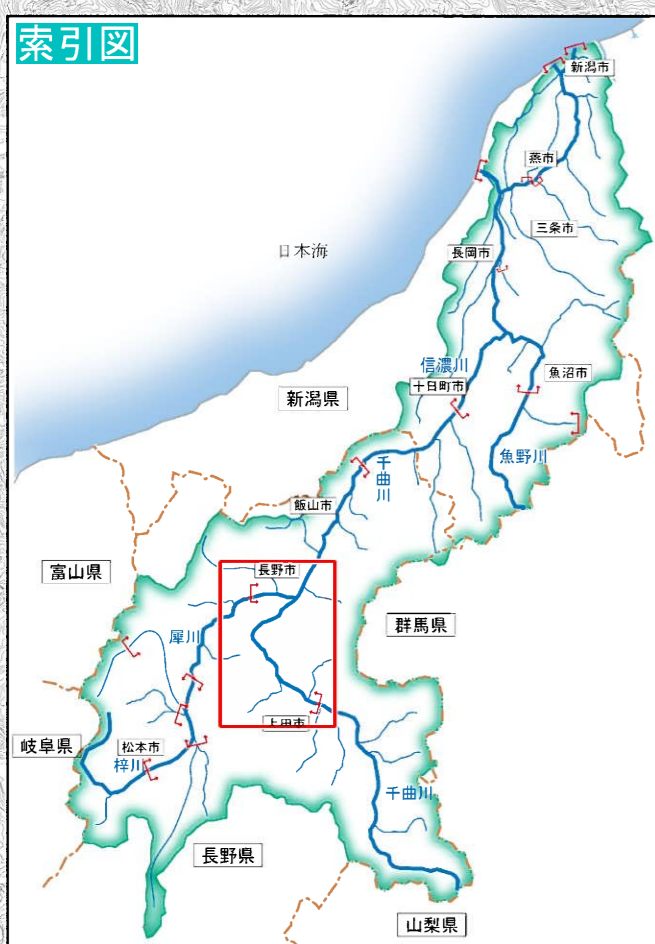 索引図
新潟市
燕市
三条市
日本海
長岡市
信濃川
魚沼市
十日町市
新潟県
魚野川
千曲川
飯山市
長野市
富山県
群馬県
犀川
上田市
岐阜県
松本市
梓川
千曲川
長野県
山梨県